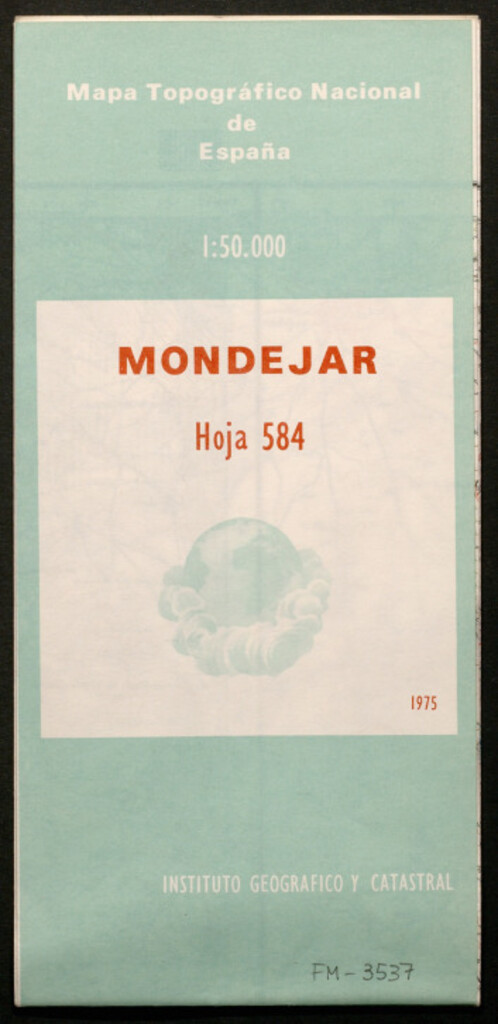 Mapa Topográfico Nacional
de
España
1:50.000
MONDEJAR
Hoja 584
1975
INSTITUTO GEOGRAFICO Y CATASTRAL
FM-3537